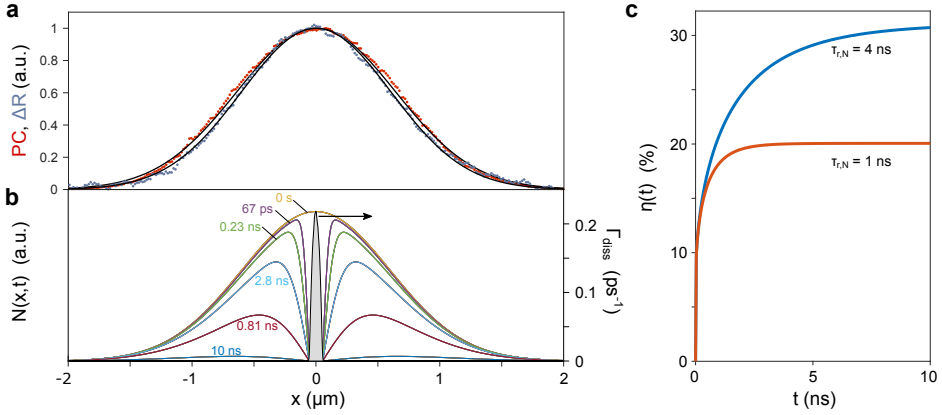 a
PC, ΔR (a.u.)
1
0.8
0.6
0.4
0.2
0
b
N(x,t) (a.u.)
0 s
67 ps
0.23 ns
2.8 ns
0.81 ns
10 ns
0.2
0.1
0
Γdiss (ps⁻¹)
-2
-1
0
1
2
x (μm)
c
η(t) (%)
30
20
10
0
τr,N = 4 ns
τr,N = 1 ns
0
5
10
t (ns)